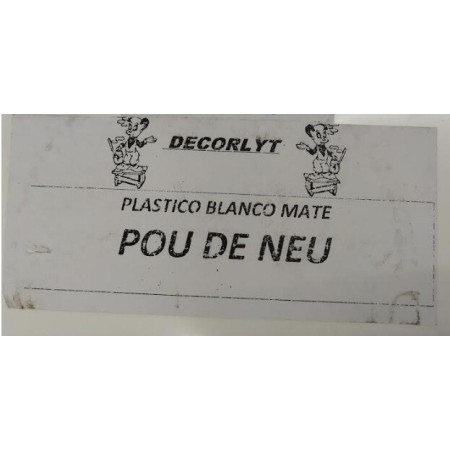 DECORLYT
PLASTICO BLANCO MATE
POU DE NEU